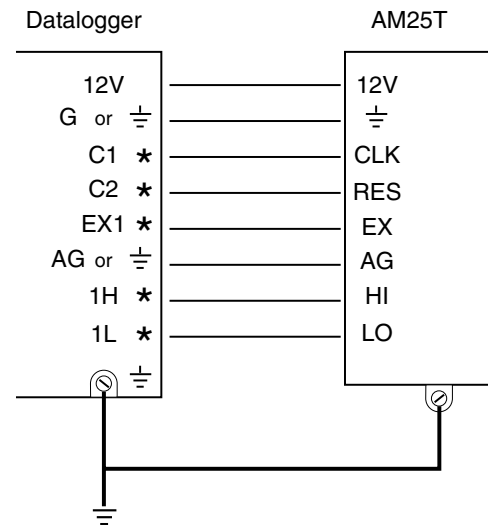 Datalogger AM25T
12V 12V
G or ⏚ ⏚
C1 * CLK
C2 * RES
EX1 * EX
AG or ⏚ AG
1H * HI
1L * LO
⏚